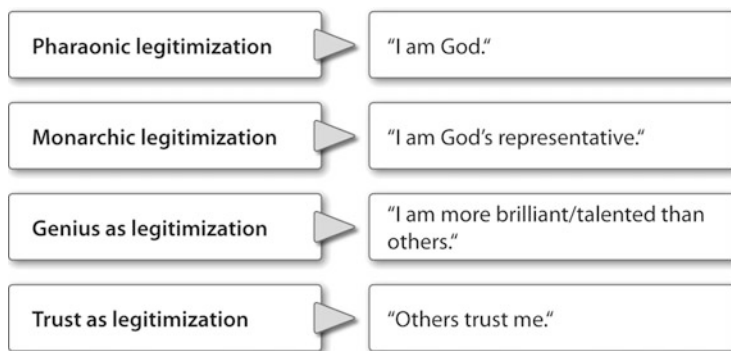 Pharaonic legitimization
“I am God.“
Monarchic legitimization
“I am God’s representative.“
Genius as legitimization
“I am more brilliant/talented than
others.“
Trust as legitimization
“Others trust me.“